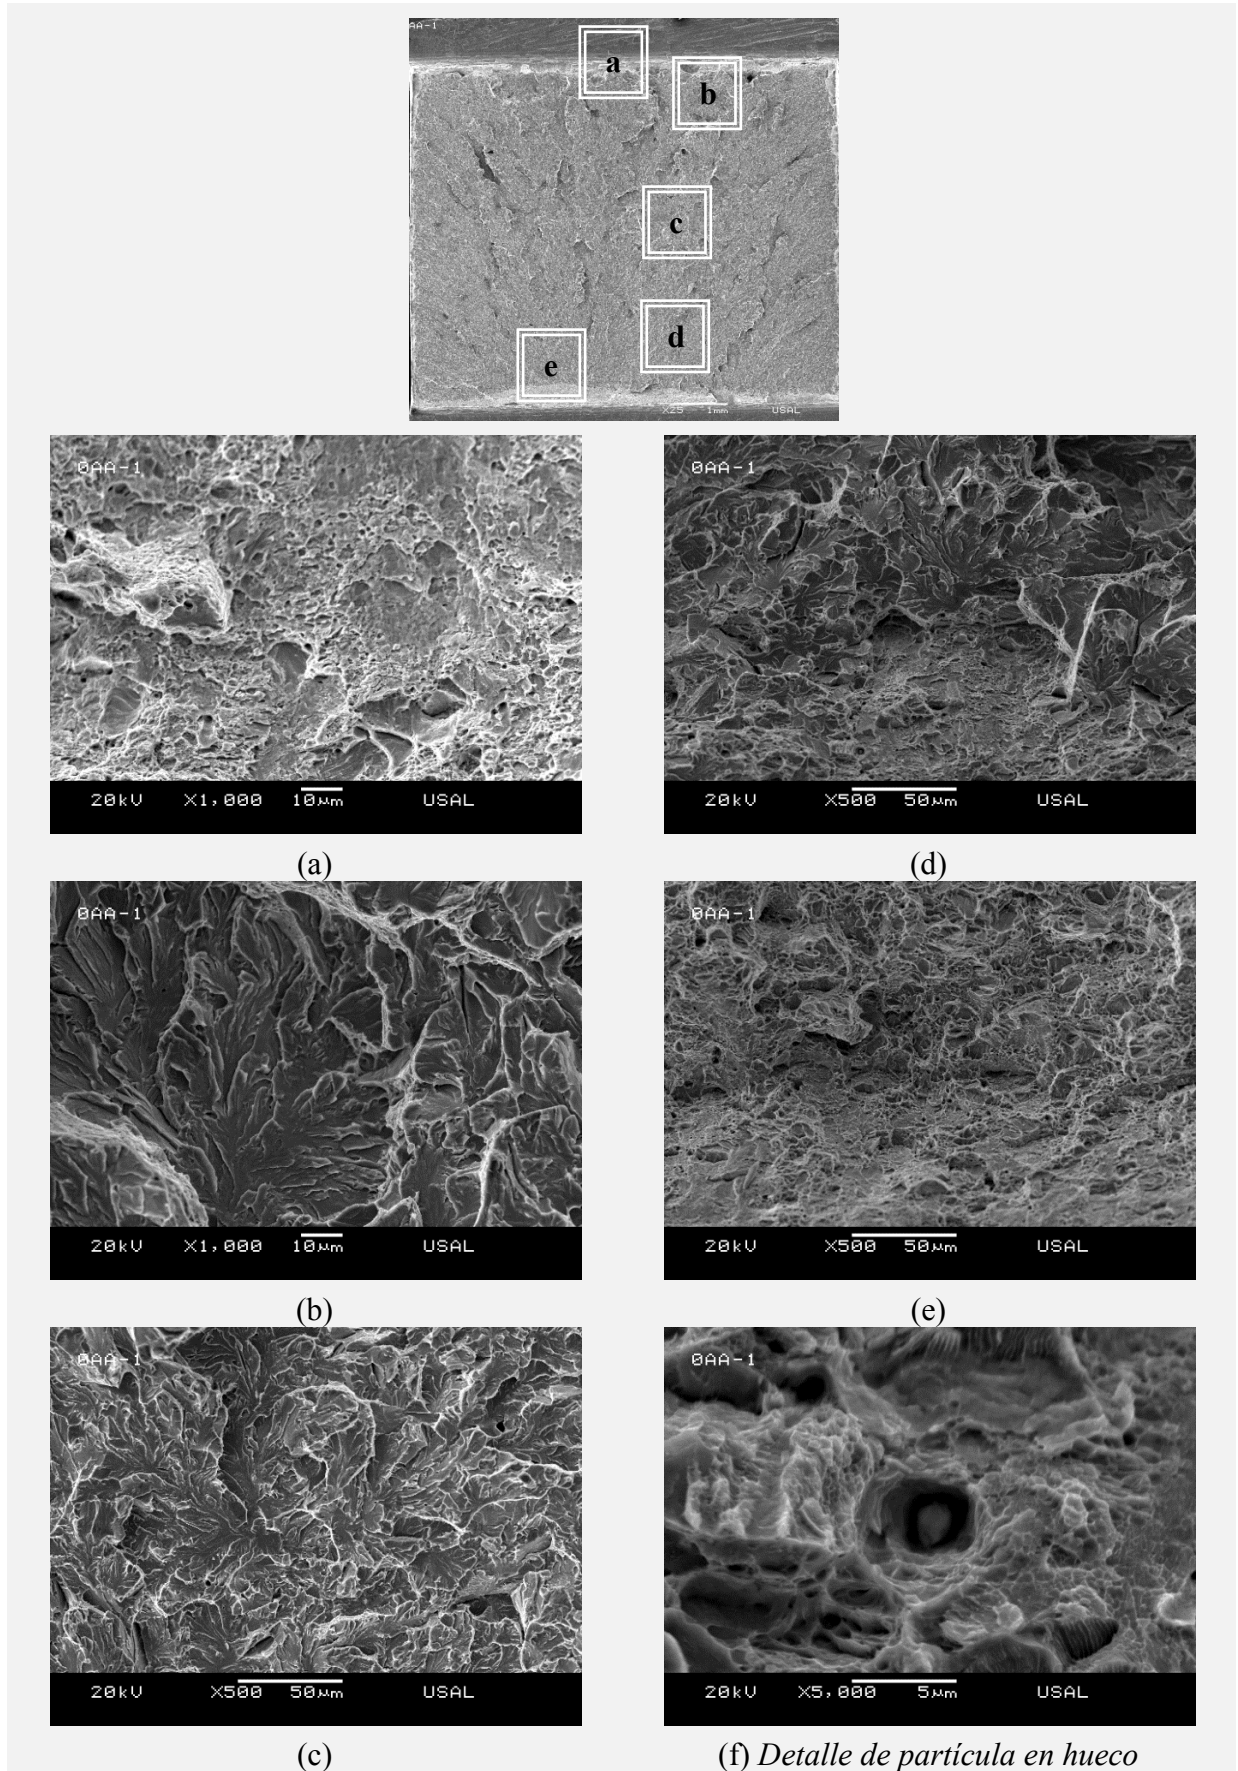 AA-1
a
b
c
d
e
X25 1mm USAL
0AA-1
20kV X1,000 10µm USAL
(a)
0AA-1
20kV X500 50µm USAL
(d)
0AA-1
20kV X1,000 10µm USAL
(b)
0AA-1
20kV X500 50µm USAL
(e)
0AA-1
20kV X500 50µm USAL
(c)
0AA-1
20kV X5,000 5µm USAL
(f) Detalle de partícula en hueco